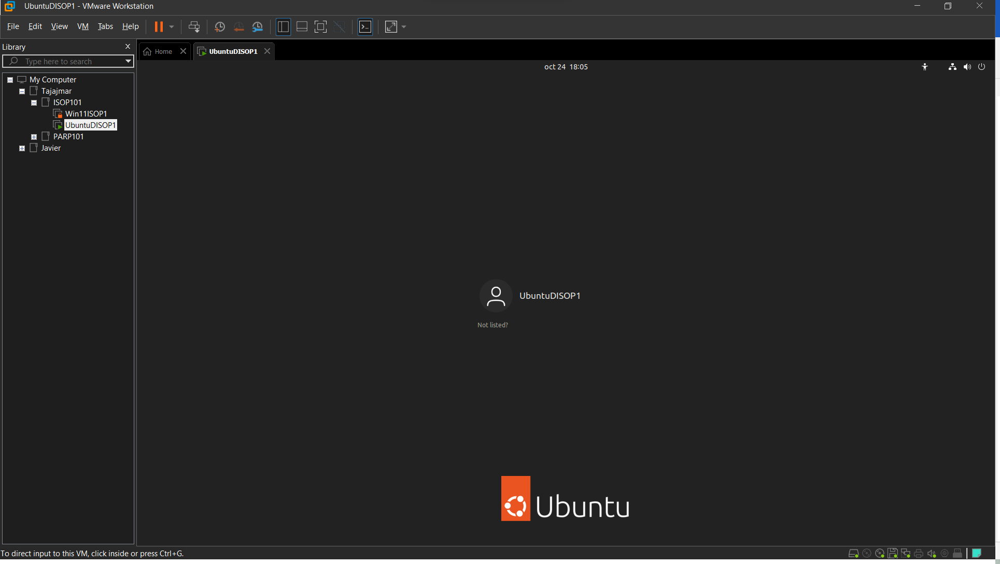 UbuntuDISOP1 - VMware Workstation
File Edit View VM Tabs Help
Library
Type here to search
My Computer
Tajajmar
ISOP101
Win11ISOP1
UbuntuDISOP1
PARP101
Javier
Home
UbuntuDISOP1
oct 24 18:05
UbuntuDISOP1
Not listed?
Ubuntu
To direct input to this VM, click inside or press Ctrl+G.